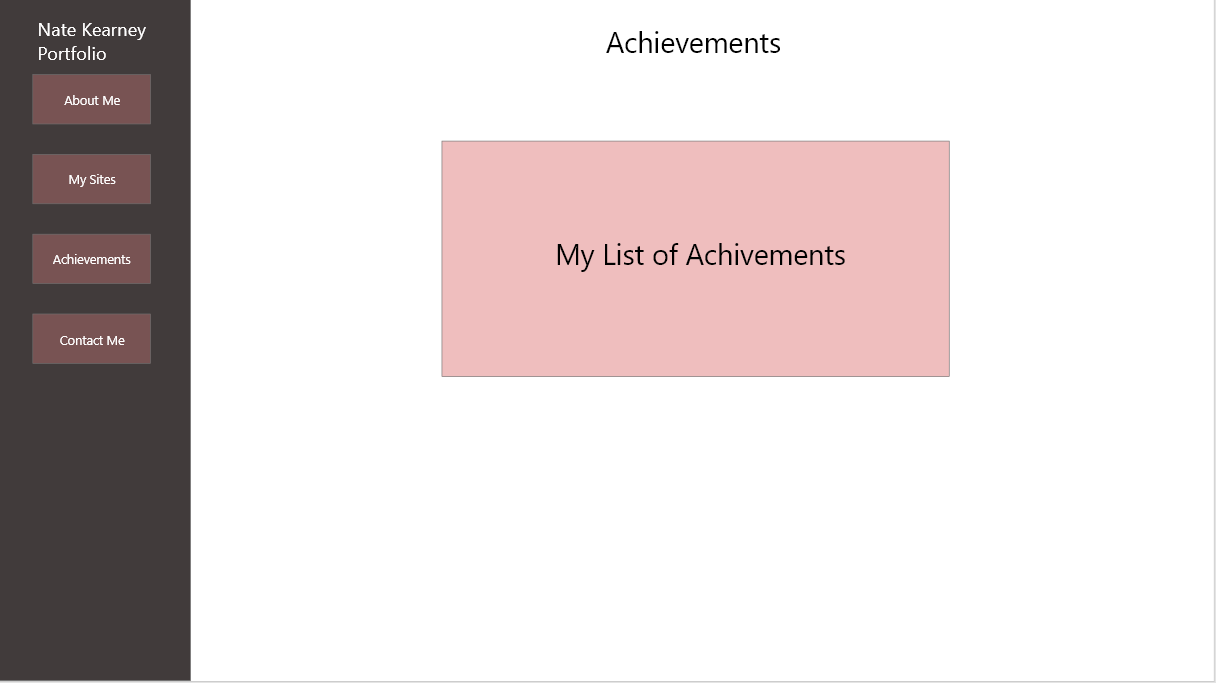 Nate Kearney
Portfolio
About Me
My Sites
Achievements
Contact Me
Achievements
My List of Achivements